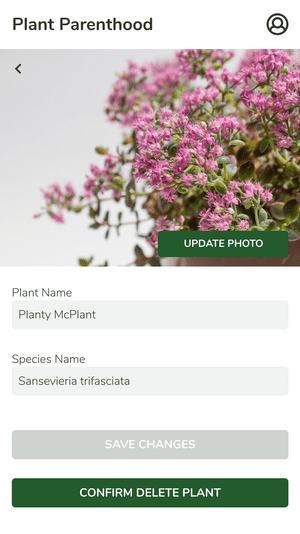 Plant Parenthood
UPDATE PHOTO
Plant Name
Planty McPlant
Species Name
Sansevieria trifasciata
SAVE CHANGES
CONFIRM DELETE PLANT